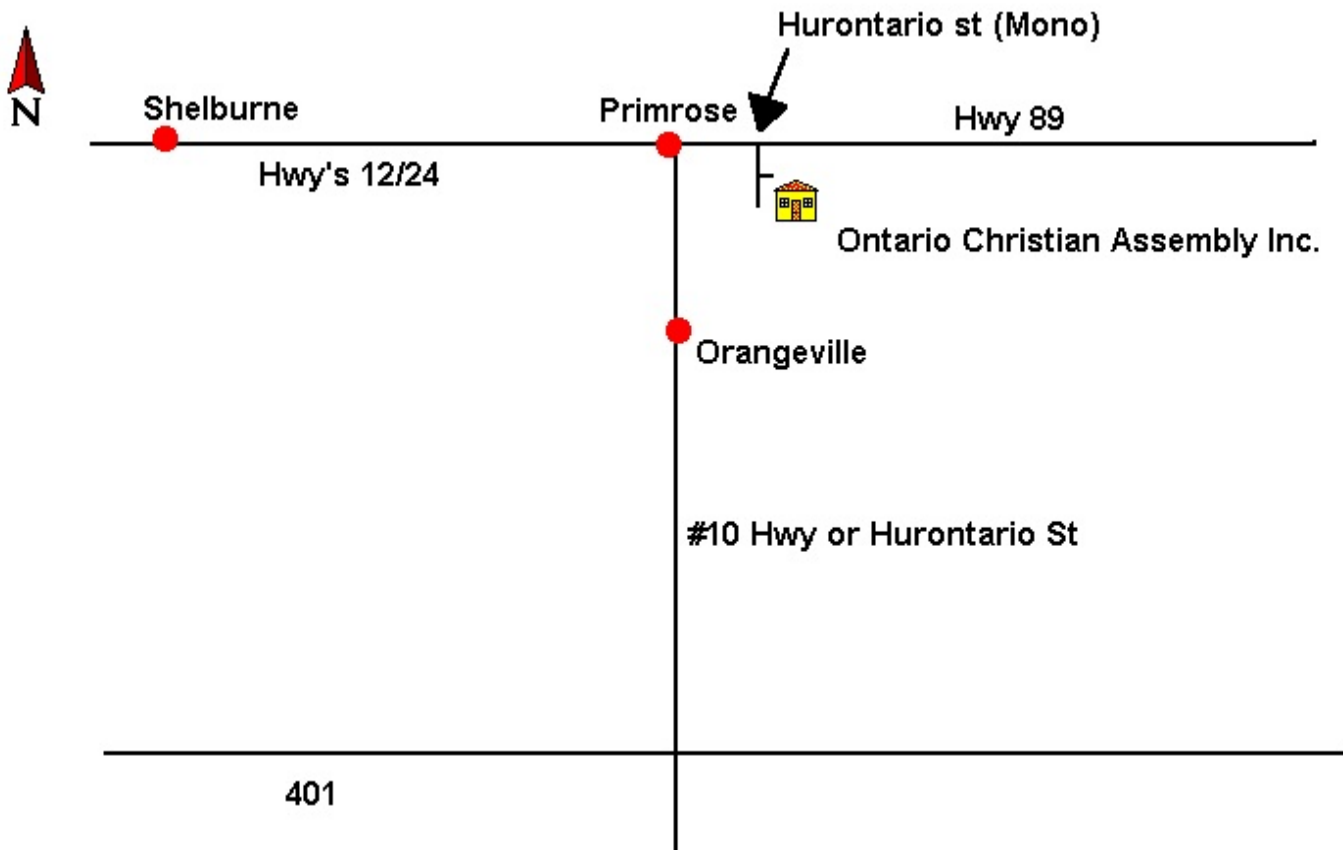 Hurontario st (Mono)
N
Shelburne
Primrose
Hwy 89
Hwy's 12/24
Ontario Christian Assembly Inc.
Orangeville
#10 Hwy or Hurontario St
401